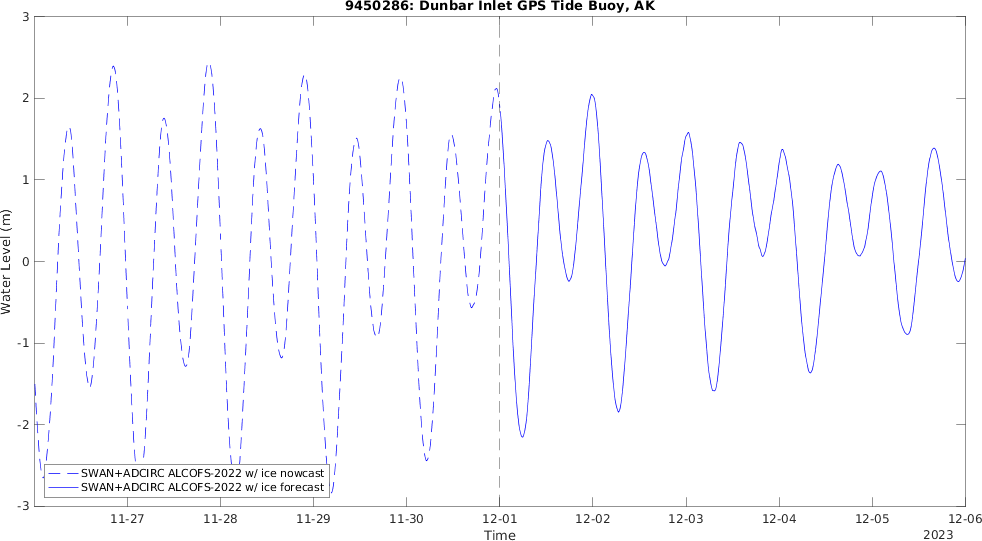 9450286: Dunbar Inlet GPS Tide Buoy, AK
3
2
1
0
-1
-2
-3
Water Level (m)
SWAN+ADCIRC ALCOFS-2022 w/ ice nowcast
SWAN+ADCIRC ALCOFS-2022 w/ ice forecast
11-27 11-28 11-29 11-30 12-01 12-02 12-03 12-04 12-05 12-06
Time
2023